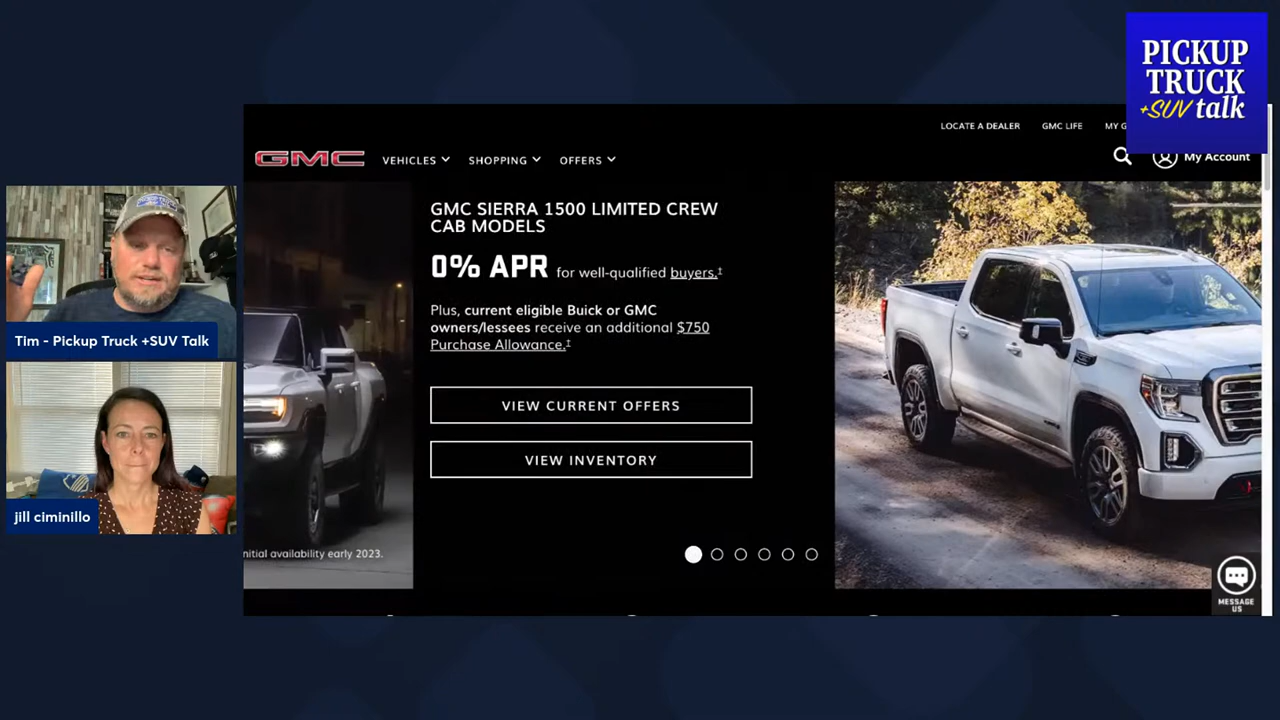 PICKUP
TRUCK
+SUV talk
LOCATE A DEALER GMC LIFE MY G
GMC VEHICLES SHOPPING OFFERS My Account
GMC SIERRA 1500 LIMITED CREW
CAB MODELS
0% APR for well-qualified buyers.†
Plus, current eligible Buick or GMC
owners/lessees receive an additional $750
Purchase Allowance.‡
VIEW CURRENT OFFERS
VIEW INVENTORY
nitial availability early 2023.
MESSAGE
US
Tim - Pickup Truck +SUV Talk
jill ciminillo